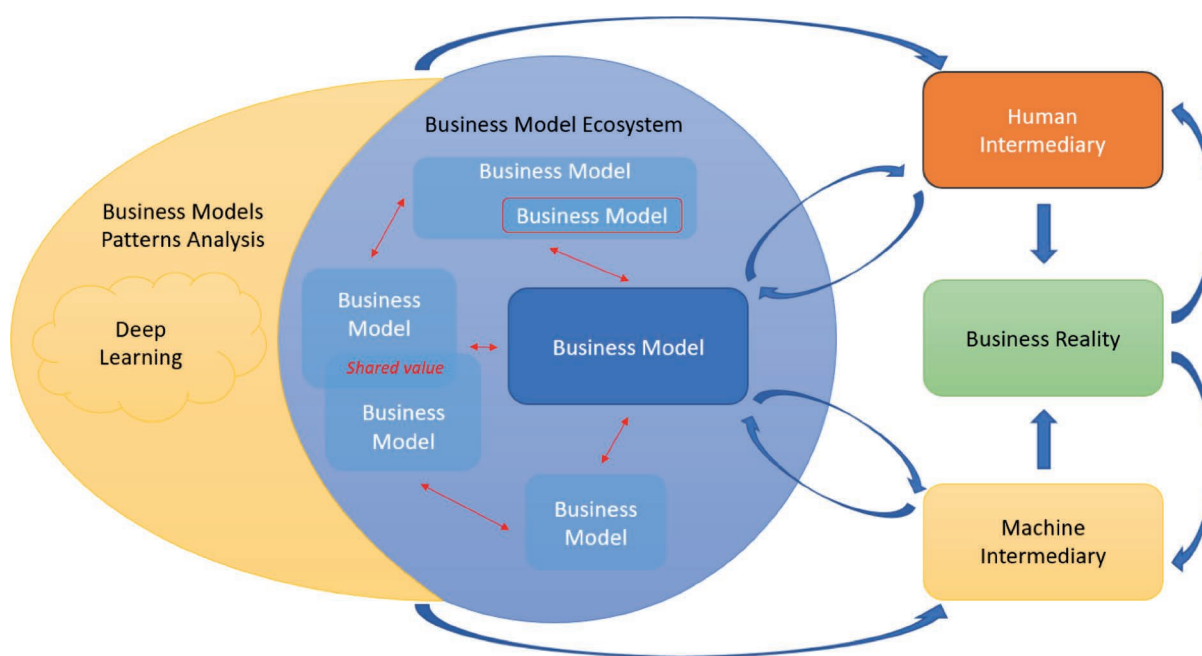 Business Model Ecosystem
Business Model
Business Model
Business Models
Patterns Analysis
Deep
Learning
Business
Model
Shared value
Business
Model
Business Model
Business
Model
Human
Intermediary
Business Reality
Machine
Intermediary